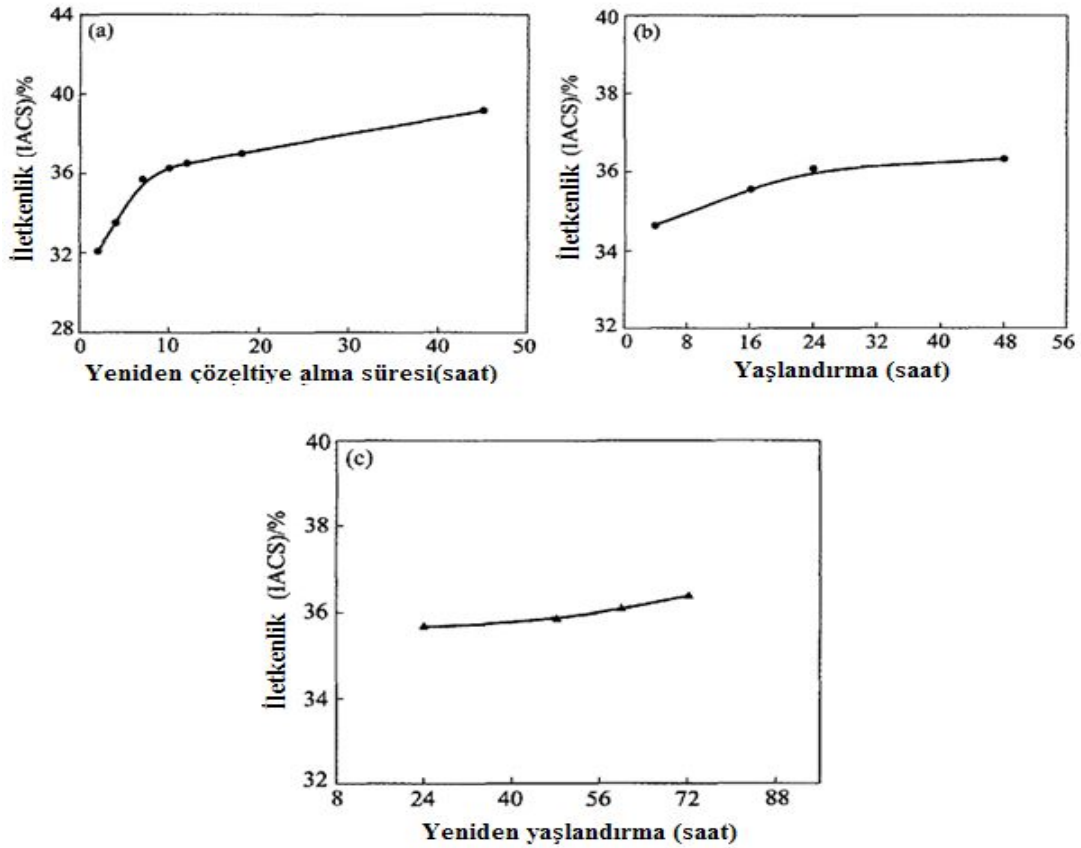 (a)
İletkenlik (IACS)/%
44
40
36
32
28
0 10 20 30 40 50
Yeniden çözeltiye alma süresi(saat)
(b)
İletkenlik (IACS)/%
40
38
36
34
32
0 8 16 24 32 40 48 56
Yaşlandırma (saat)
(c)
İletkenlik (IACS)/%
40
38
36
34
32
8 24 40 56 72 88
Yeniden yaşlandırma (saat)